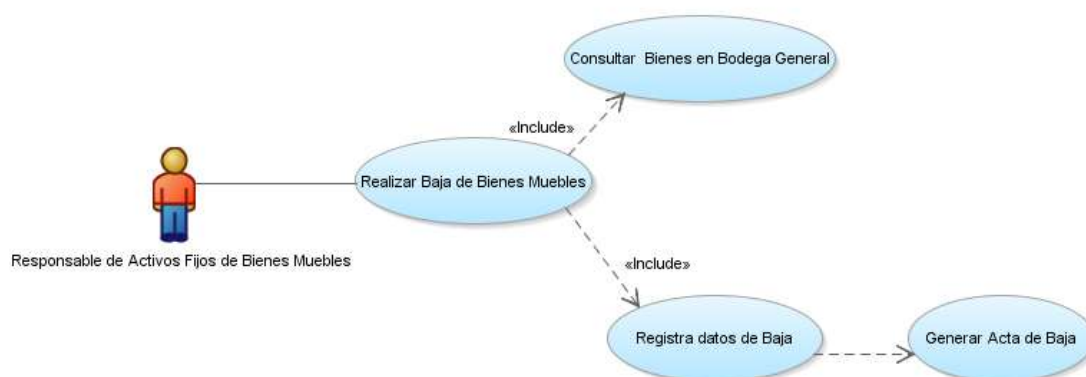 Consultar Bienes en Bodega General
«Include»
Realizar Baja de Bienes Muebles
Responsable de Activos Fijos de Bienes Muebles
«Include»
Registra datos de Baja
Generar Acta de Baja